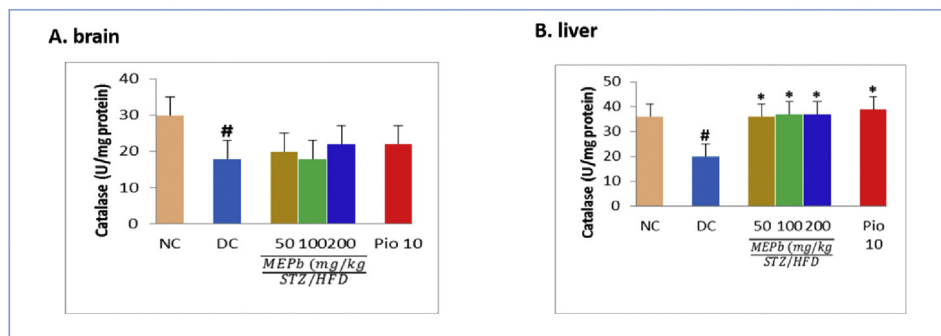 A. brain
Catalase (U/mg protein)
40
30
20
10
0
#
NC DC 50 100 200 Pio 10
MEPb (mg/kg
STZ/HFD
B. liver
Catalase (U/mg protein)
50
40
30
20
10
0
#
* * * *
NC DC 50 100 200 Pio
10
MEPb (mg/kg
STZ/HFD